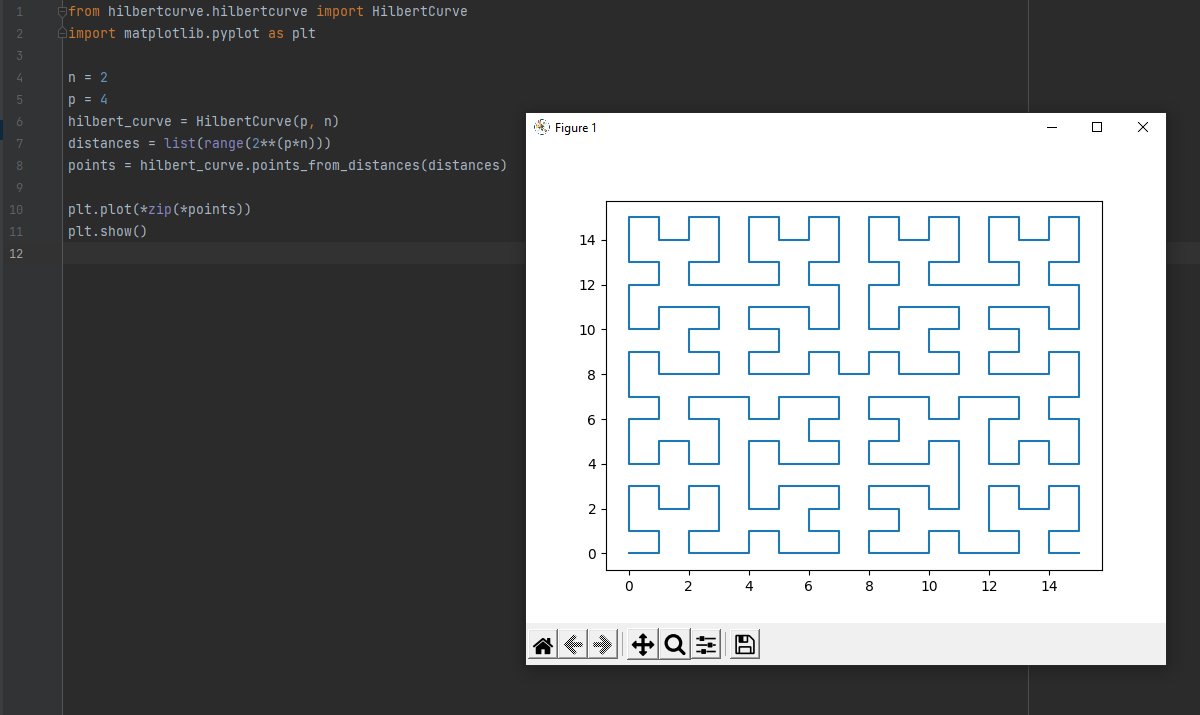 1 from hilbertcurve.hilbertcurve import HilbertCurve
2 import matplotlib.pyplot as plt
3
4 n = 2
5 p = 4
6 hilbert_curve = HilbertCurve(p, n)
7 distances = list(range(2**(p*n)))
8 points = hilbert_curve.points_from_distances(distances)
9
10 plt.plot(*zip(*points))
11 plt.show()
12
Figure 1
14
12
10
8
6
4
2
0
0 2 4 6 8 10 12 14